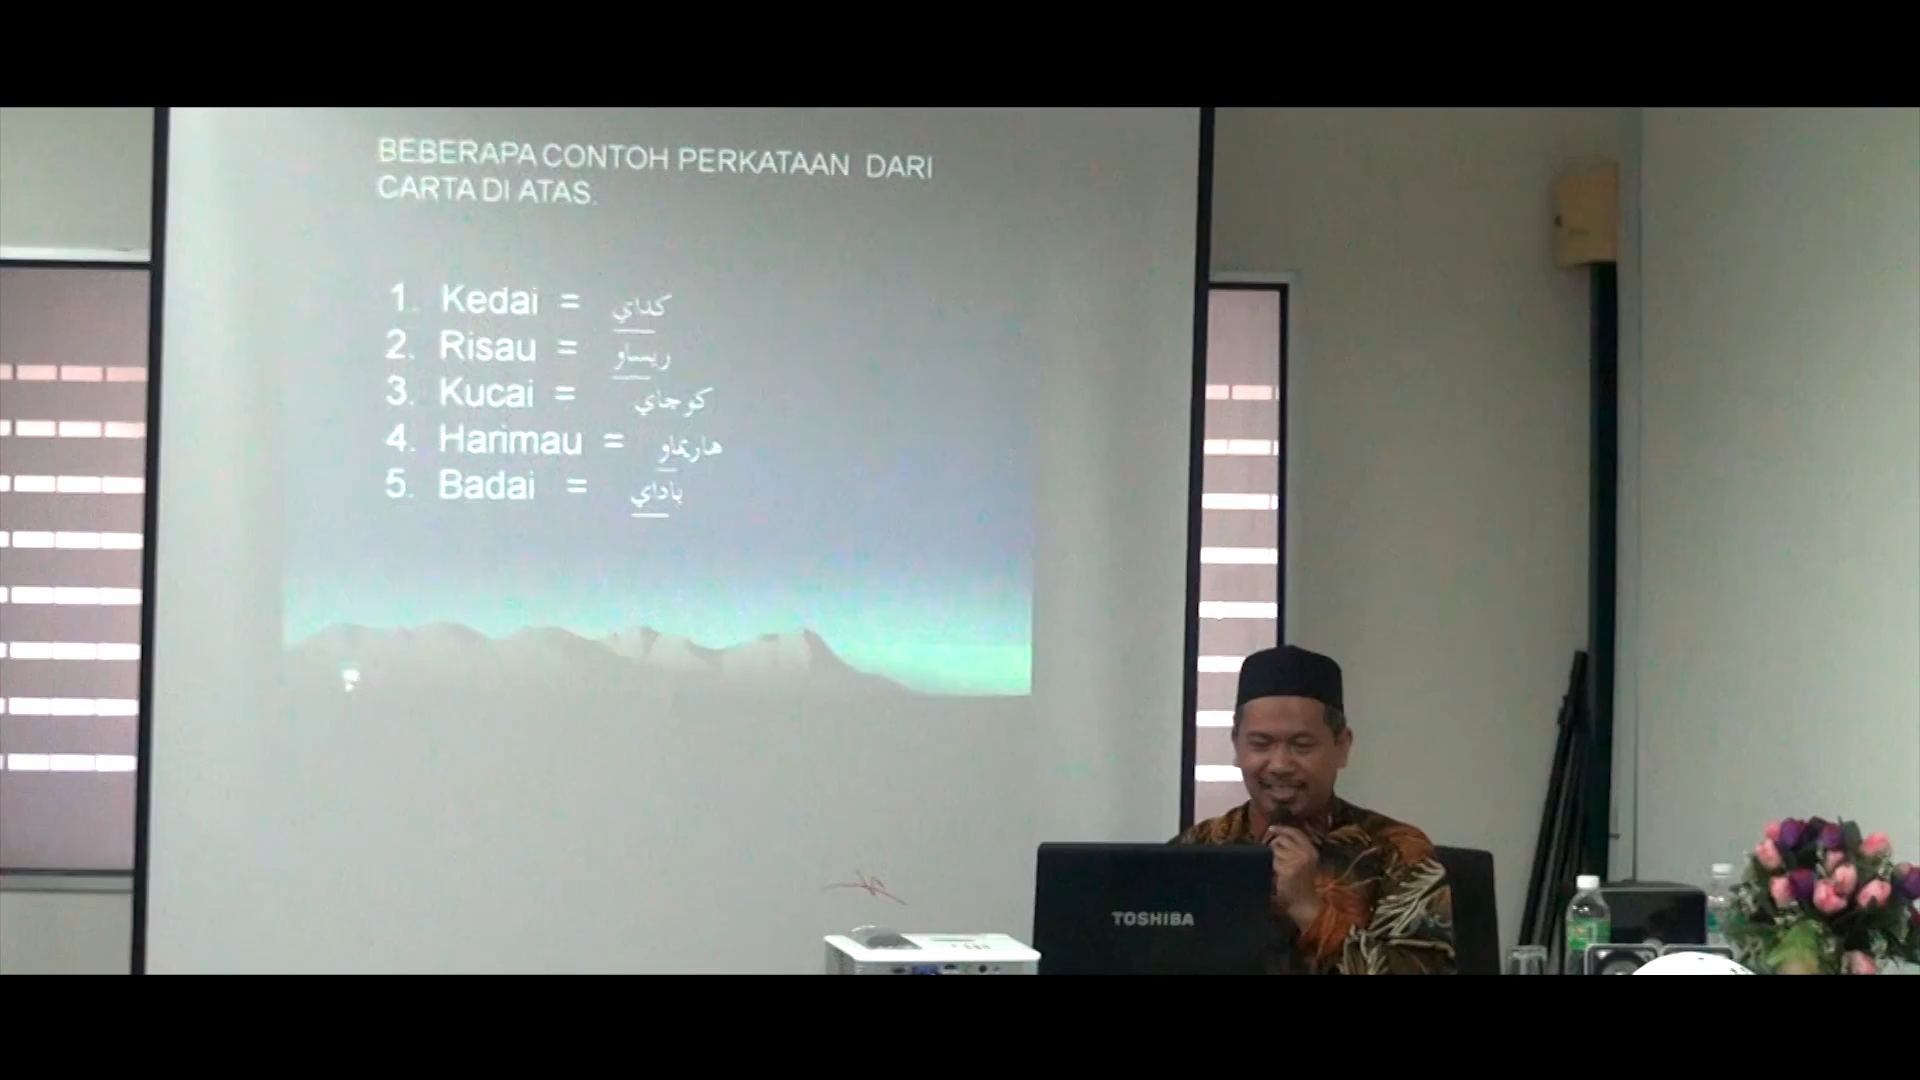 BEBERAPA CONTOH PERKATAAN DARI
CARTA DI ATAS.
1. Kedai = كداي
2. Risau = ريساو
3. Kucai = كوچاي
4. Harimau = هاريماو
5. Badai = باداي
TOSHIBA